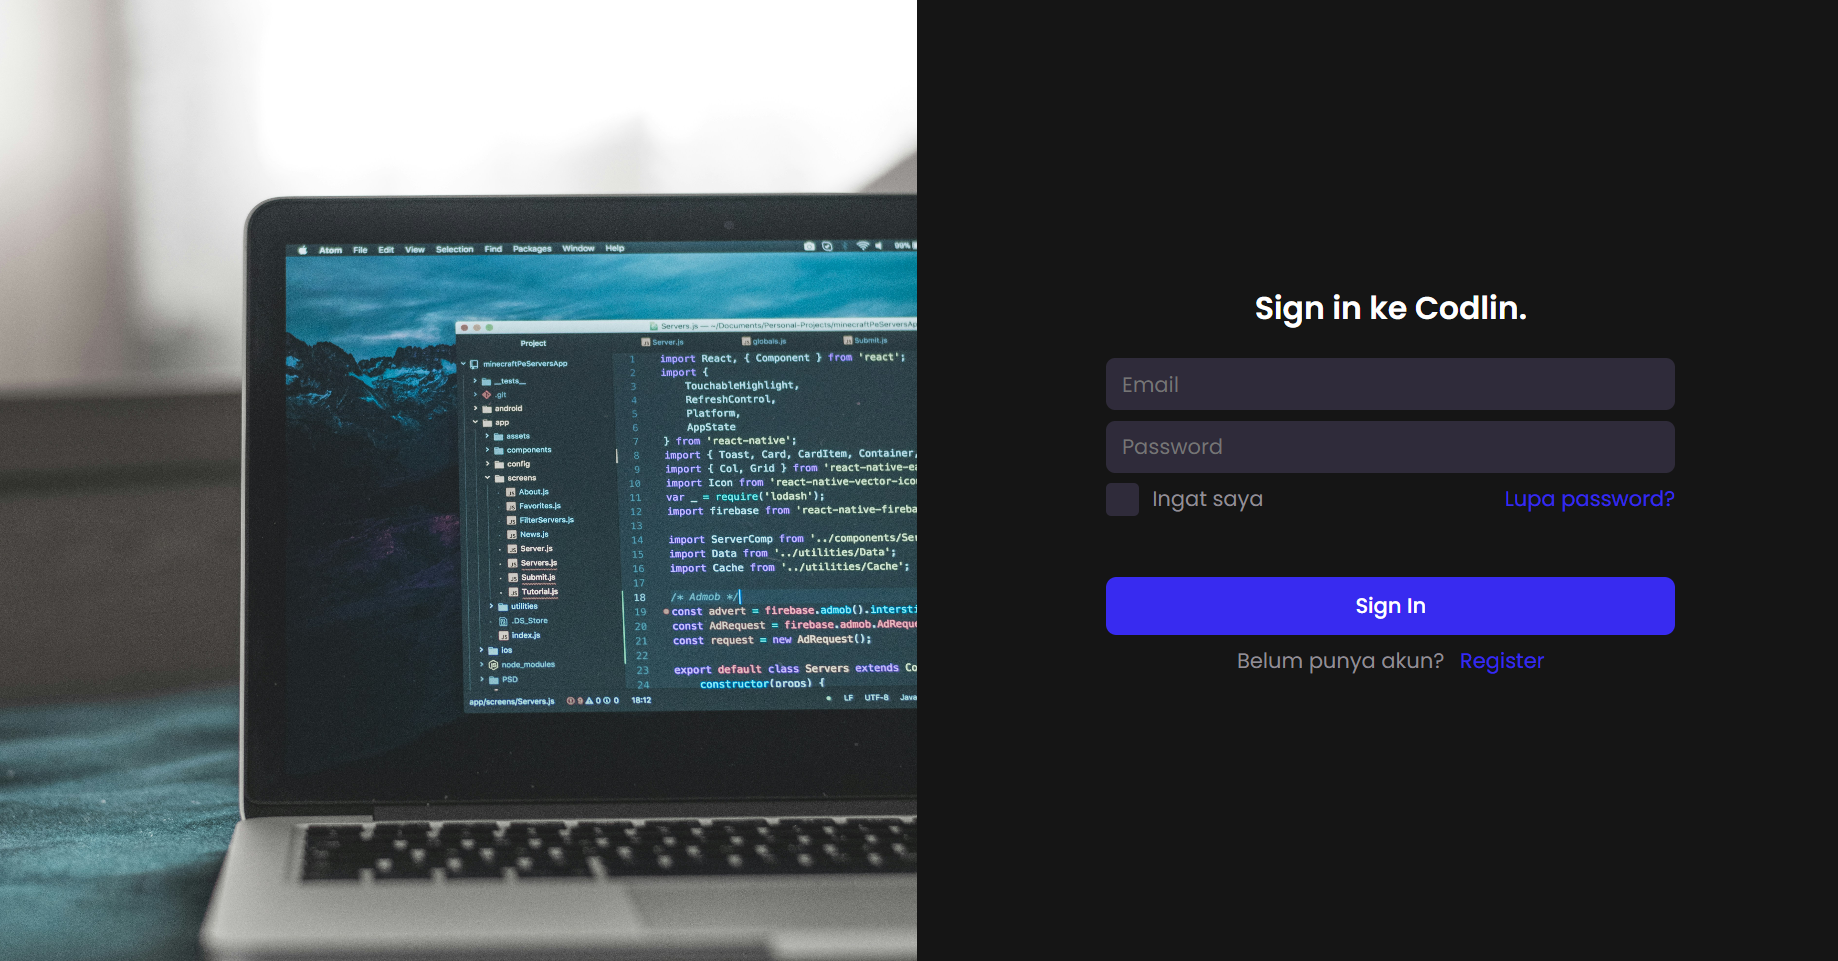 Atom File Edit View Selection Find Packages Window Help 99%
Servers.js — ~/Documents/Personal-Projects/minecraftPeServersApp
Project
Server.js
globals.js
Submit.js
minecraftPeServersApp
__tests__
.git
android
app
assets
components
config
screens
About.js
Favorites.js
FilterServers.js
News.js
Server.js
Servers.js
Submit.js
Tutorial.js
utilities
.DS_Store
index.js
ios
node_modules
PSD
1 import React, { Component } from 'react';
2 import {
3 TouchableHighlight,
4 RefreshControl,
5 Platform,
6 AppState
7 } from 'react-native';
8 import { Toast, Card, CardItem, Container,
9 import { Col, Grid } from 'react-native-ea
10 import Icon from 'react-native-vector-ico
11 var _ = require('lodash');
12 import firebase from 'react-native-fireba
13
14 import ServerComp from '../components/Ser
15 import Data from '../utilities/Data';
16 import Cache from '../utilities/Cache';
17
18 /* Admob */
19 const advert = firebase.admob().intersti
20 const AdRequest = firebase.admob.AdReque
21 const request = new AdRequest();
22
23 export default class Servers extends Co
24 constructor(props) {
app/screens/Servers.js 9 0 0 18:12 LF UTF-8 Java
Sign in ke Codlin.
Email
Password
Ingat saya
Lupa password?
Sign In
Belum punya akun? Register